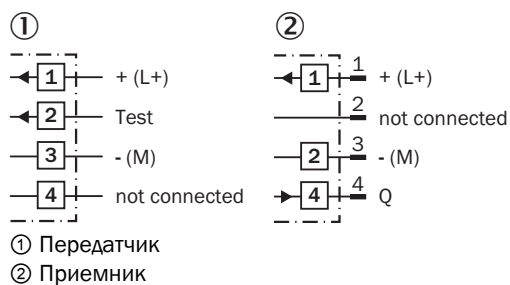 ① ②
1 + (L+)
2 Test
3 - (M)
4 not connected
1 1 + (L+)
2 not connected
2 3 - (M)
4 4 Q
① Передатчик
② Приемник